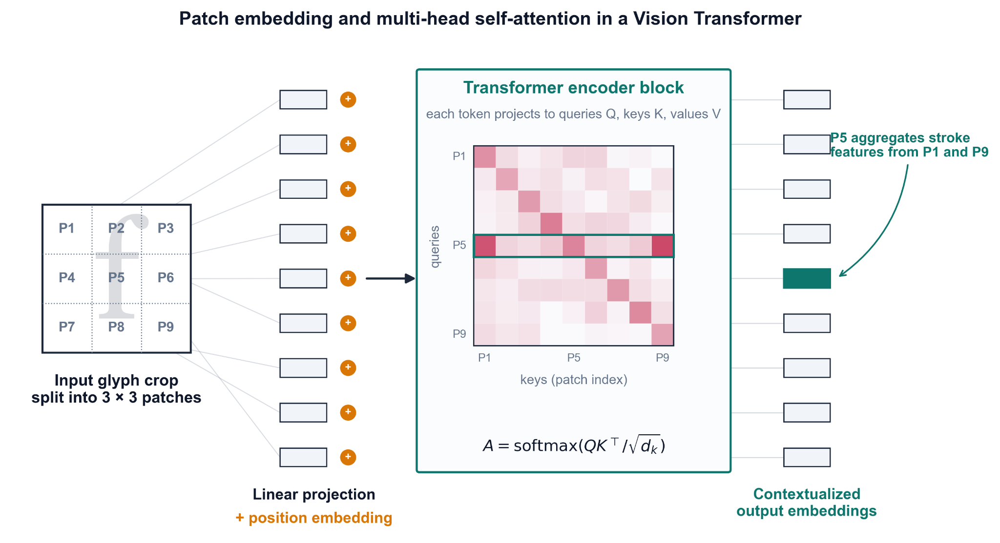 Patch embedding and multi-head self-attention in a Vision Transformer
f
P1 P2 P3
P4 P5 P6
P7 P8 P9
Input glyph crop
split into 3 × 3 patches
+
+
+
+
+
+
+
+
+
Linear projection
+ position embedding
Transformer encoder block
each token projects to queries Q, keys K, values V
queries
P1
P5
P9
P1 P5 P9
keys (patch index)
A = softmax(QK⊤/√dₖ)
P5 aggregates stroke
features from P1 and P9
Contextualized
output embeddings